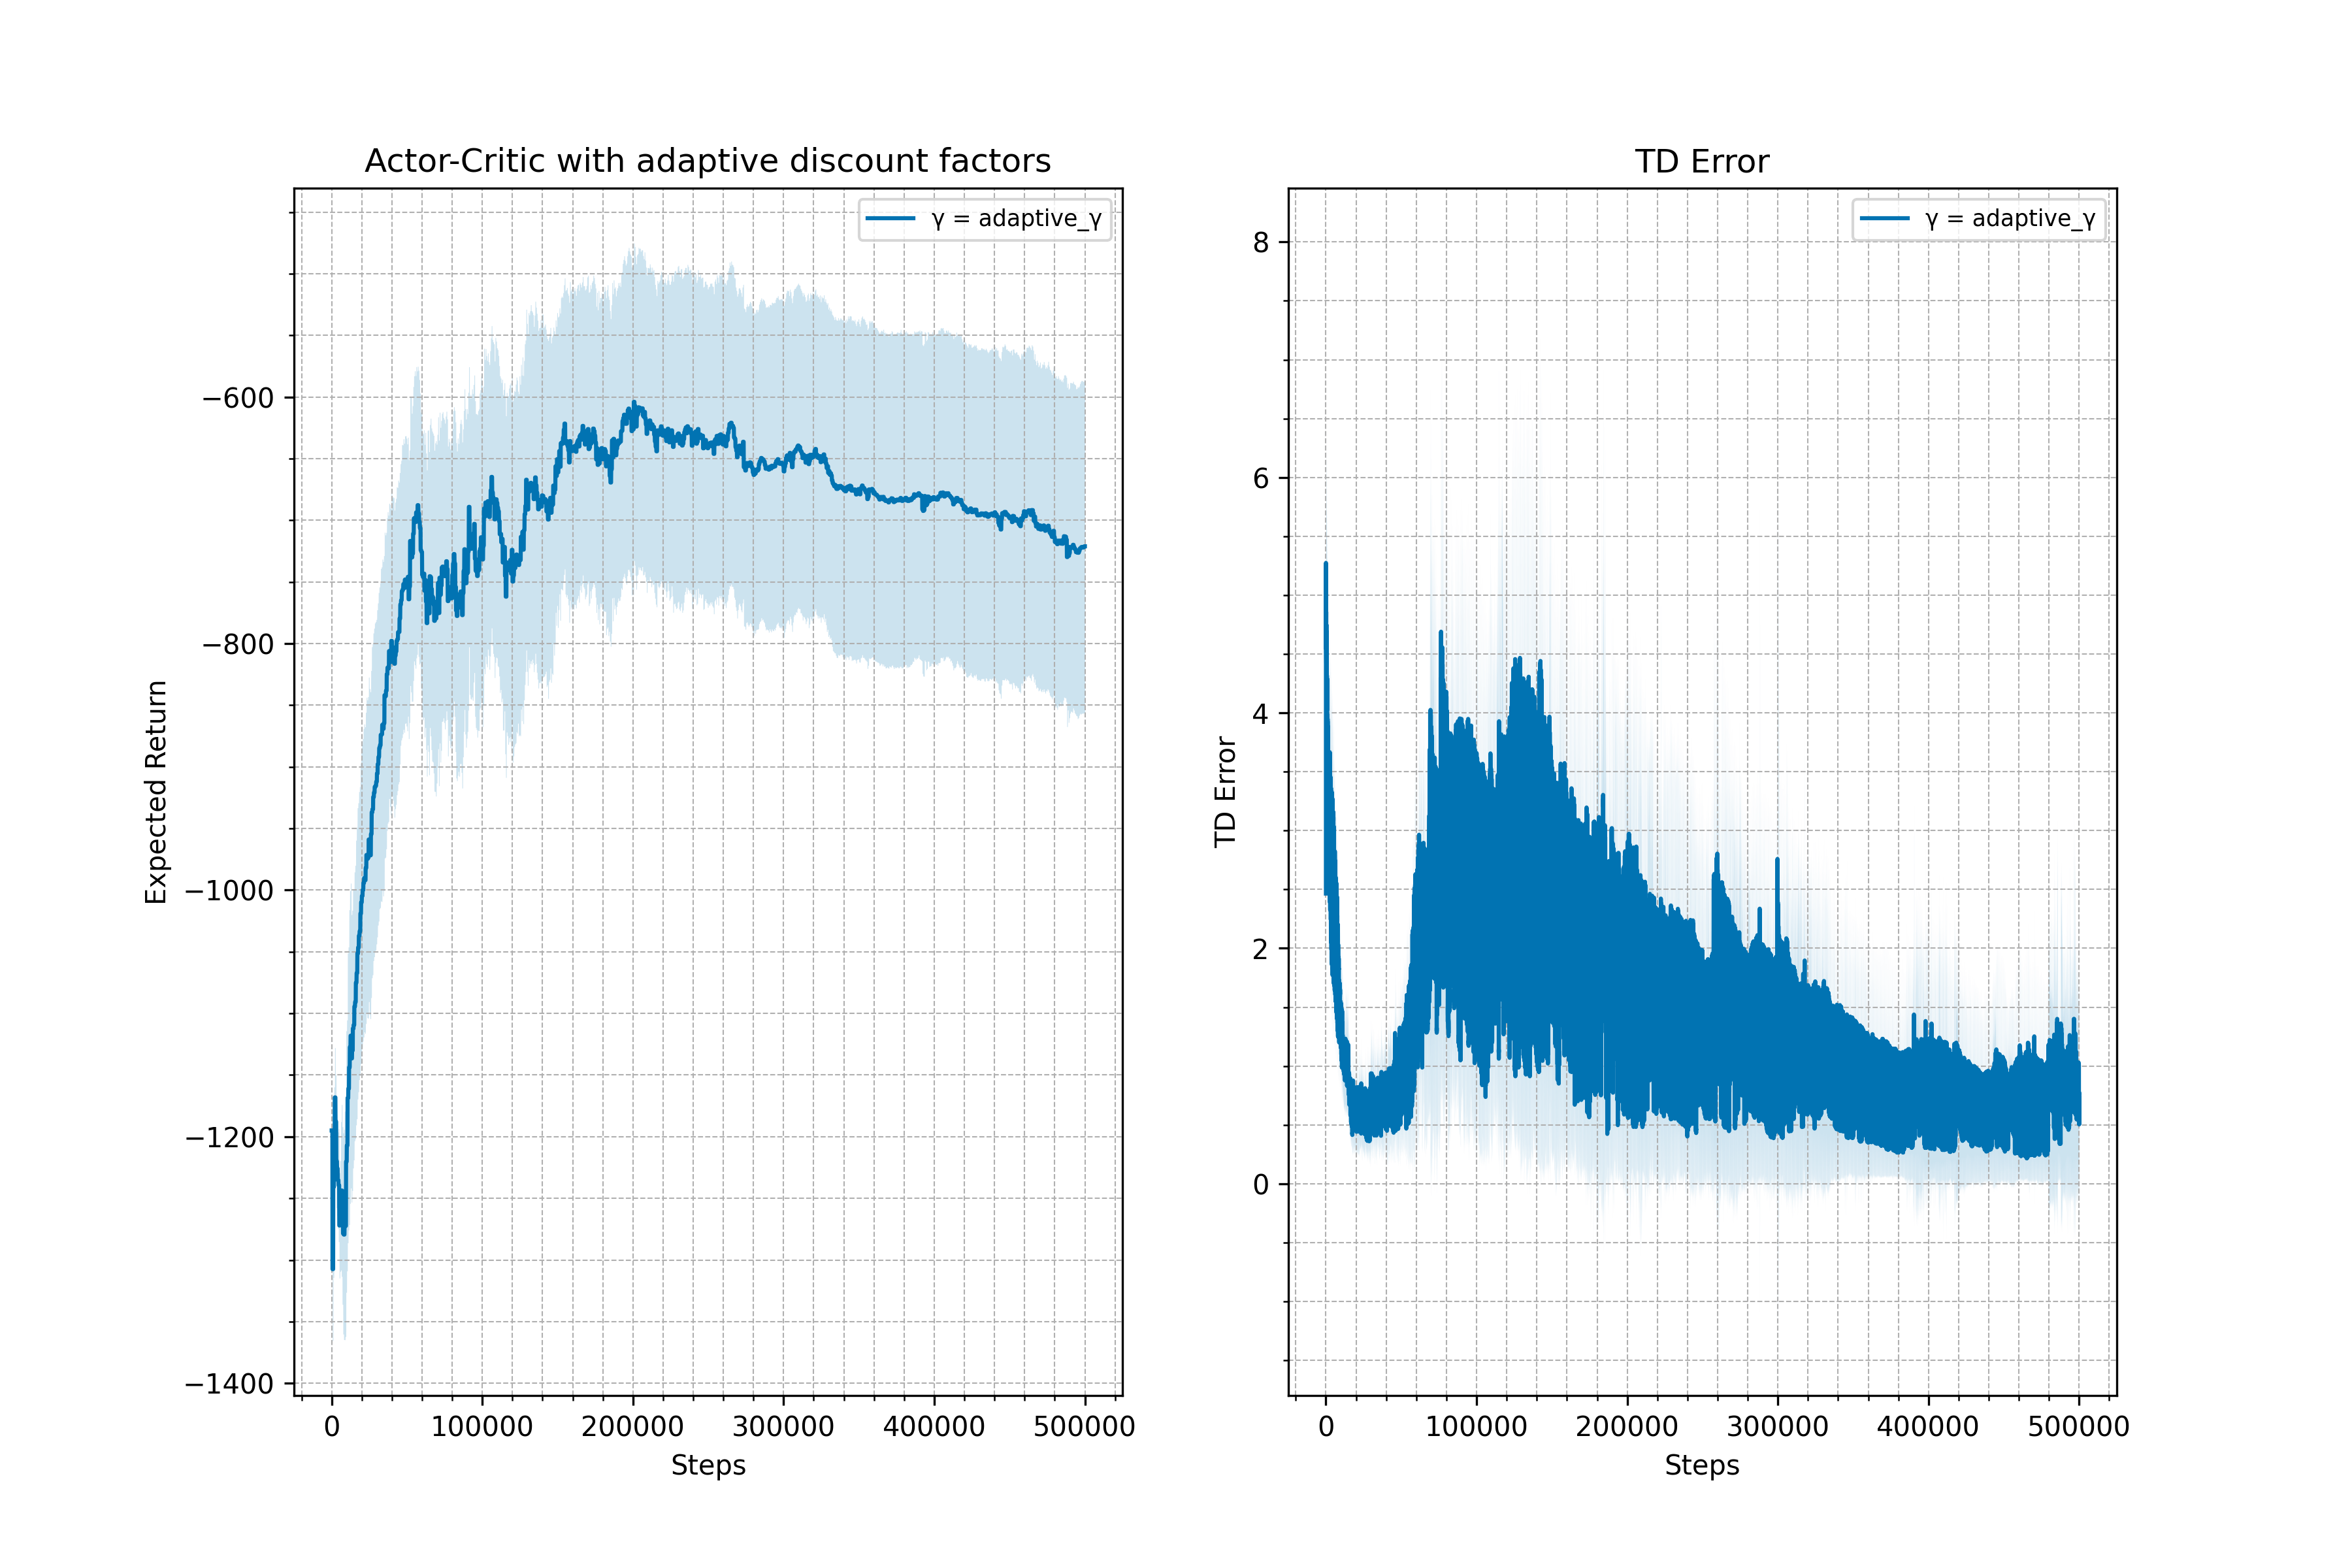 Actor-Critic with adaptive discount factors
γ = adaptive_γ
Expected Return
−600
−800
−1000
−1200
−1400
0 100000 200000 300000 400000 500000
Steps
TD Error
γ = adaptive_γ
TD Error
8
6
4
2
0
0 100000 200000 300000 400000 500000
Steps